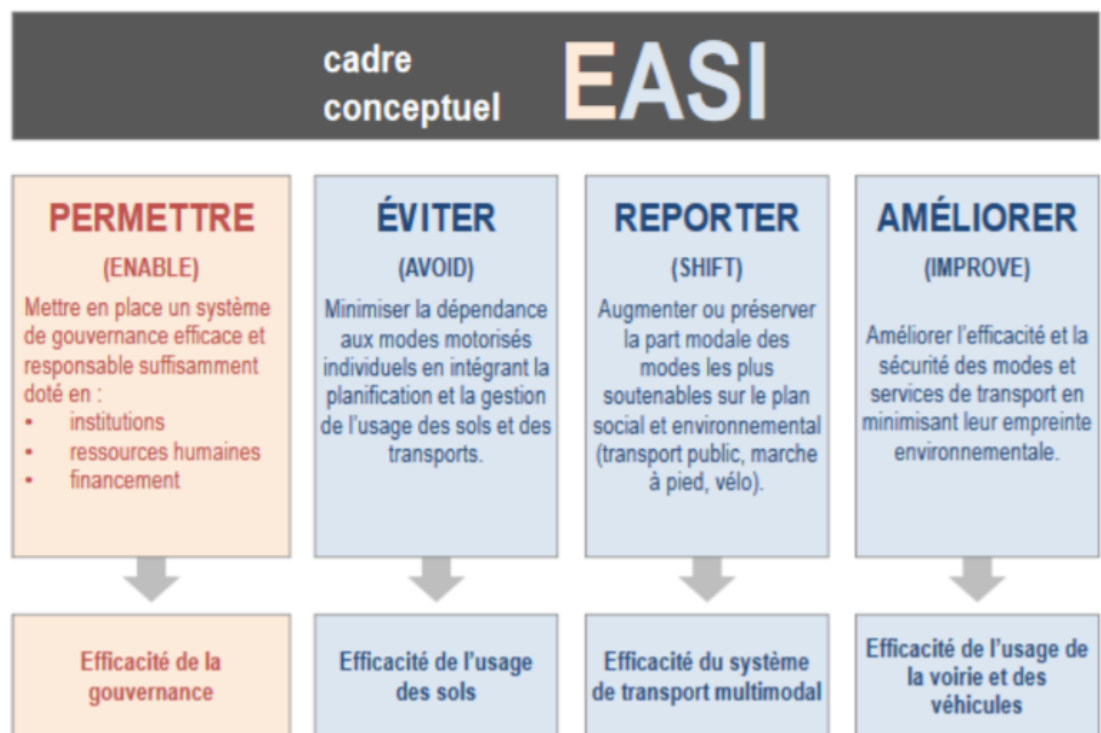 cadre
conceptuel
EASI
PERMETTRE
(ENABLE)
Mettre en place un système
de gouvernance efficace et
responsable suffisamment
doté en :
• institutions
• ressources humaines
• financement
Efficacité de la
gouvernance
ÉVITER
(AVOID)
Minimiser la dépendance
aux modes motorisés
individuels en intégrant la
planification et la gestion
de l'usage des sols et des
transports.
Efficacité de l'usage
des sols
REPORTER
(SHIFT)
Augmenter ou préserver
la part modale des
modes les plus
soutenables sur le plan
social et environnemental
(transport public, marche
à pied, vélo).
Efficacité du système
de transport multimodal
AMÉLIORER
(IMPROVE)
Améliorer l'efficacité et la
sécurité des modes et
services de transport en
minimisant leur empreinte
environnementale.
Efficacité de l'usage de
la voirie et des
véhicules